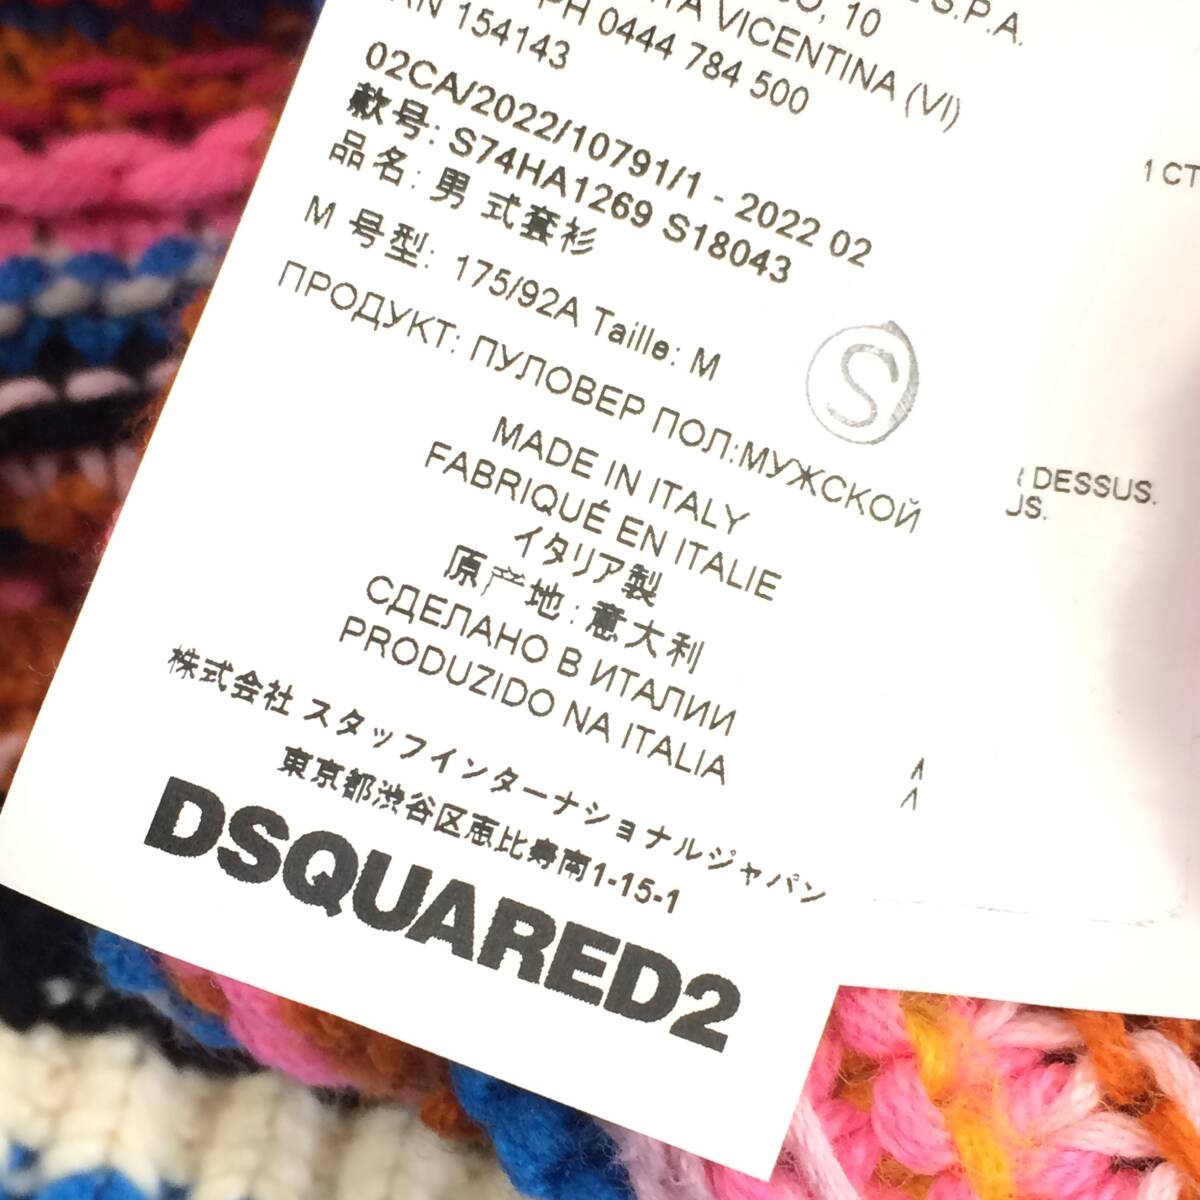 S.P.A.
O, 10
VICENTINA (VI)
PH 0444 784 500
154143
02CA/2022/10791/1 - 2022 02
款号: S74HA1269 S18043
品名: 男式套衫
M 号型: 175/92A Taille: M
ПРОДУКТ: ПУЛОВЕР ПОЛ:МУЖСКОЙ
S
MADE IN ITALY
FABRIQUÉ EN ITALIE
イタリア製
原产地: 意大利
СДЕЛАНО В ИТАЛИИ
PRODUZIDO NA ITALIA
株式会社 スタッフインターナショナルジャパン
東京都渋谷区恵比寿南1-15-1
DSQUARED2
1 CT
DESSUS.
JS.